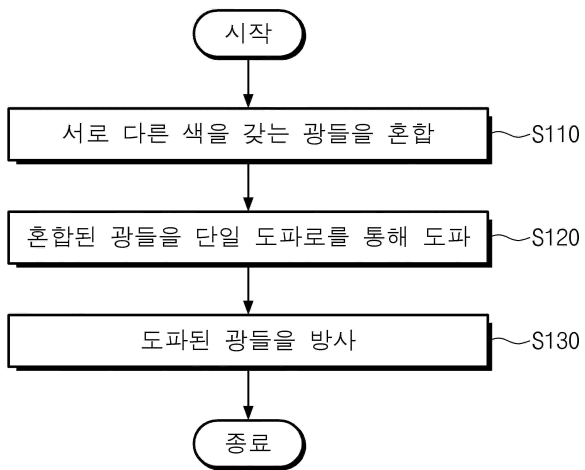 시작
서로 다른 색을 갖는 광들을 혼합
S110
혼합된 광들을 단일 도파로를 통해 도파
S120
도파된 광들을 방사
S130
종료